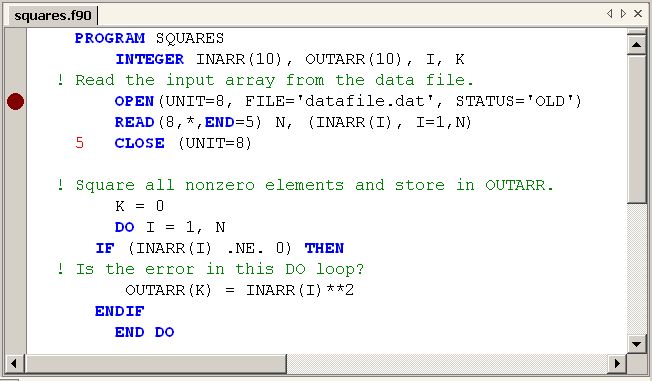 squares.f90
PROGRAM SQUARES
INTEGER INARR(10), OUTARR(10), I, K
! Read the input array from the data file.
OPEN(UNIT=8, FILE='datafile.dat', STATUS='OLD')
READ(8,*,END=5) N, (INARR(I), I=1,N)
5 CLOSE (UNIT=8)
! Square all nonzero elements and store in OUTARR.
K = 0
DO I = 1, N
IF (INARR(I) .NE. 0) THEN
! Is the error in this DO loop?
OUTARR(K) = INARR(I)**2
ENDIF
END DO